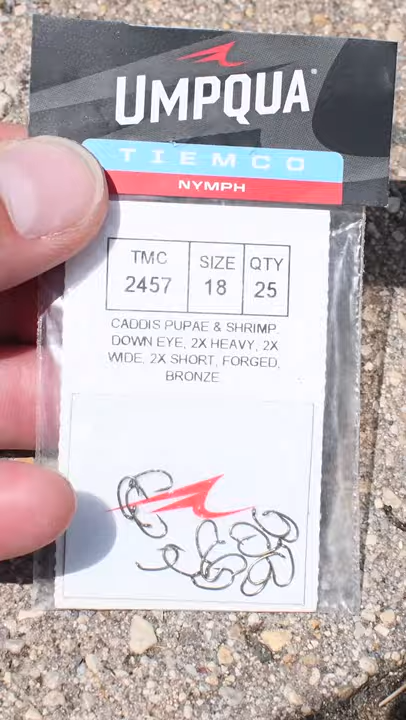 UMPQUA
TIEMCO
NYMPH
TMC SIZE QTY
2457 18 25
CADDIS PUPAE & SHRIMP,
DOWN EYE, 2X HEAVY, 2X
WIDE, 2X SHORT, FORGED,
BRONZE